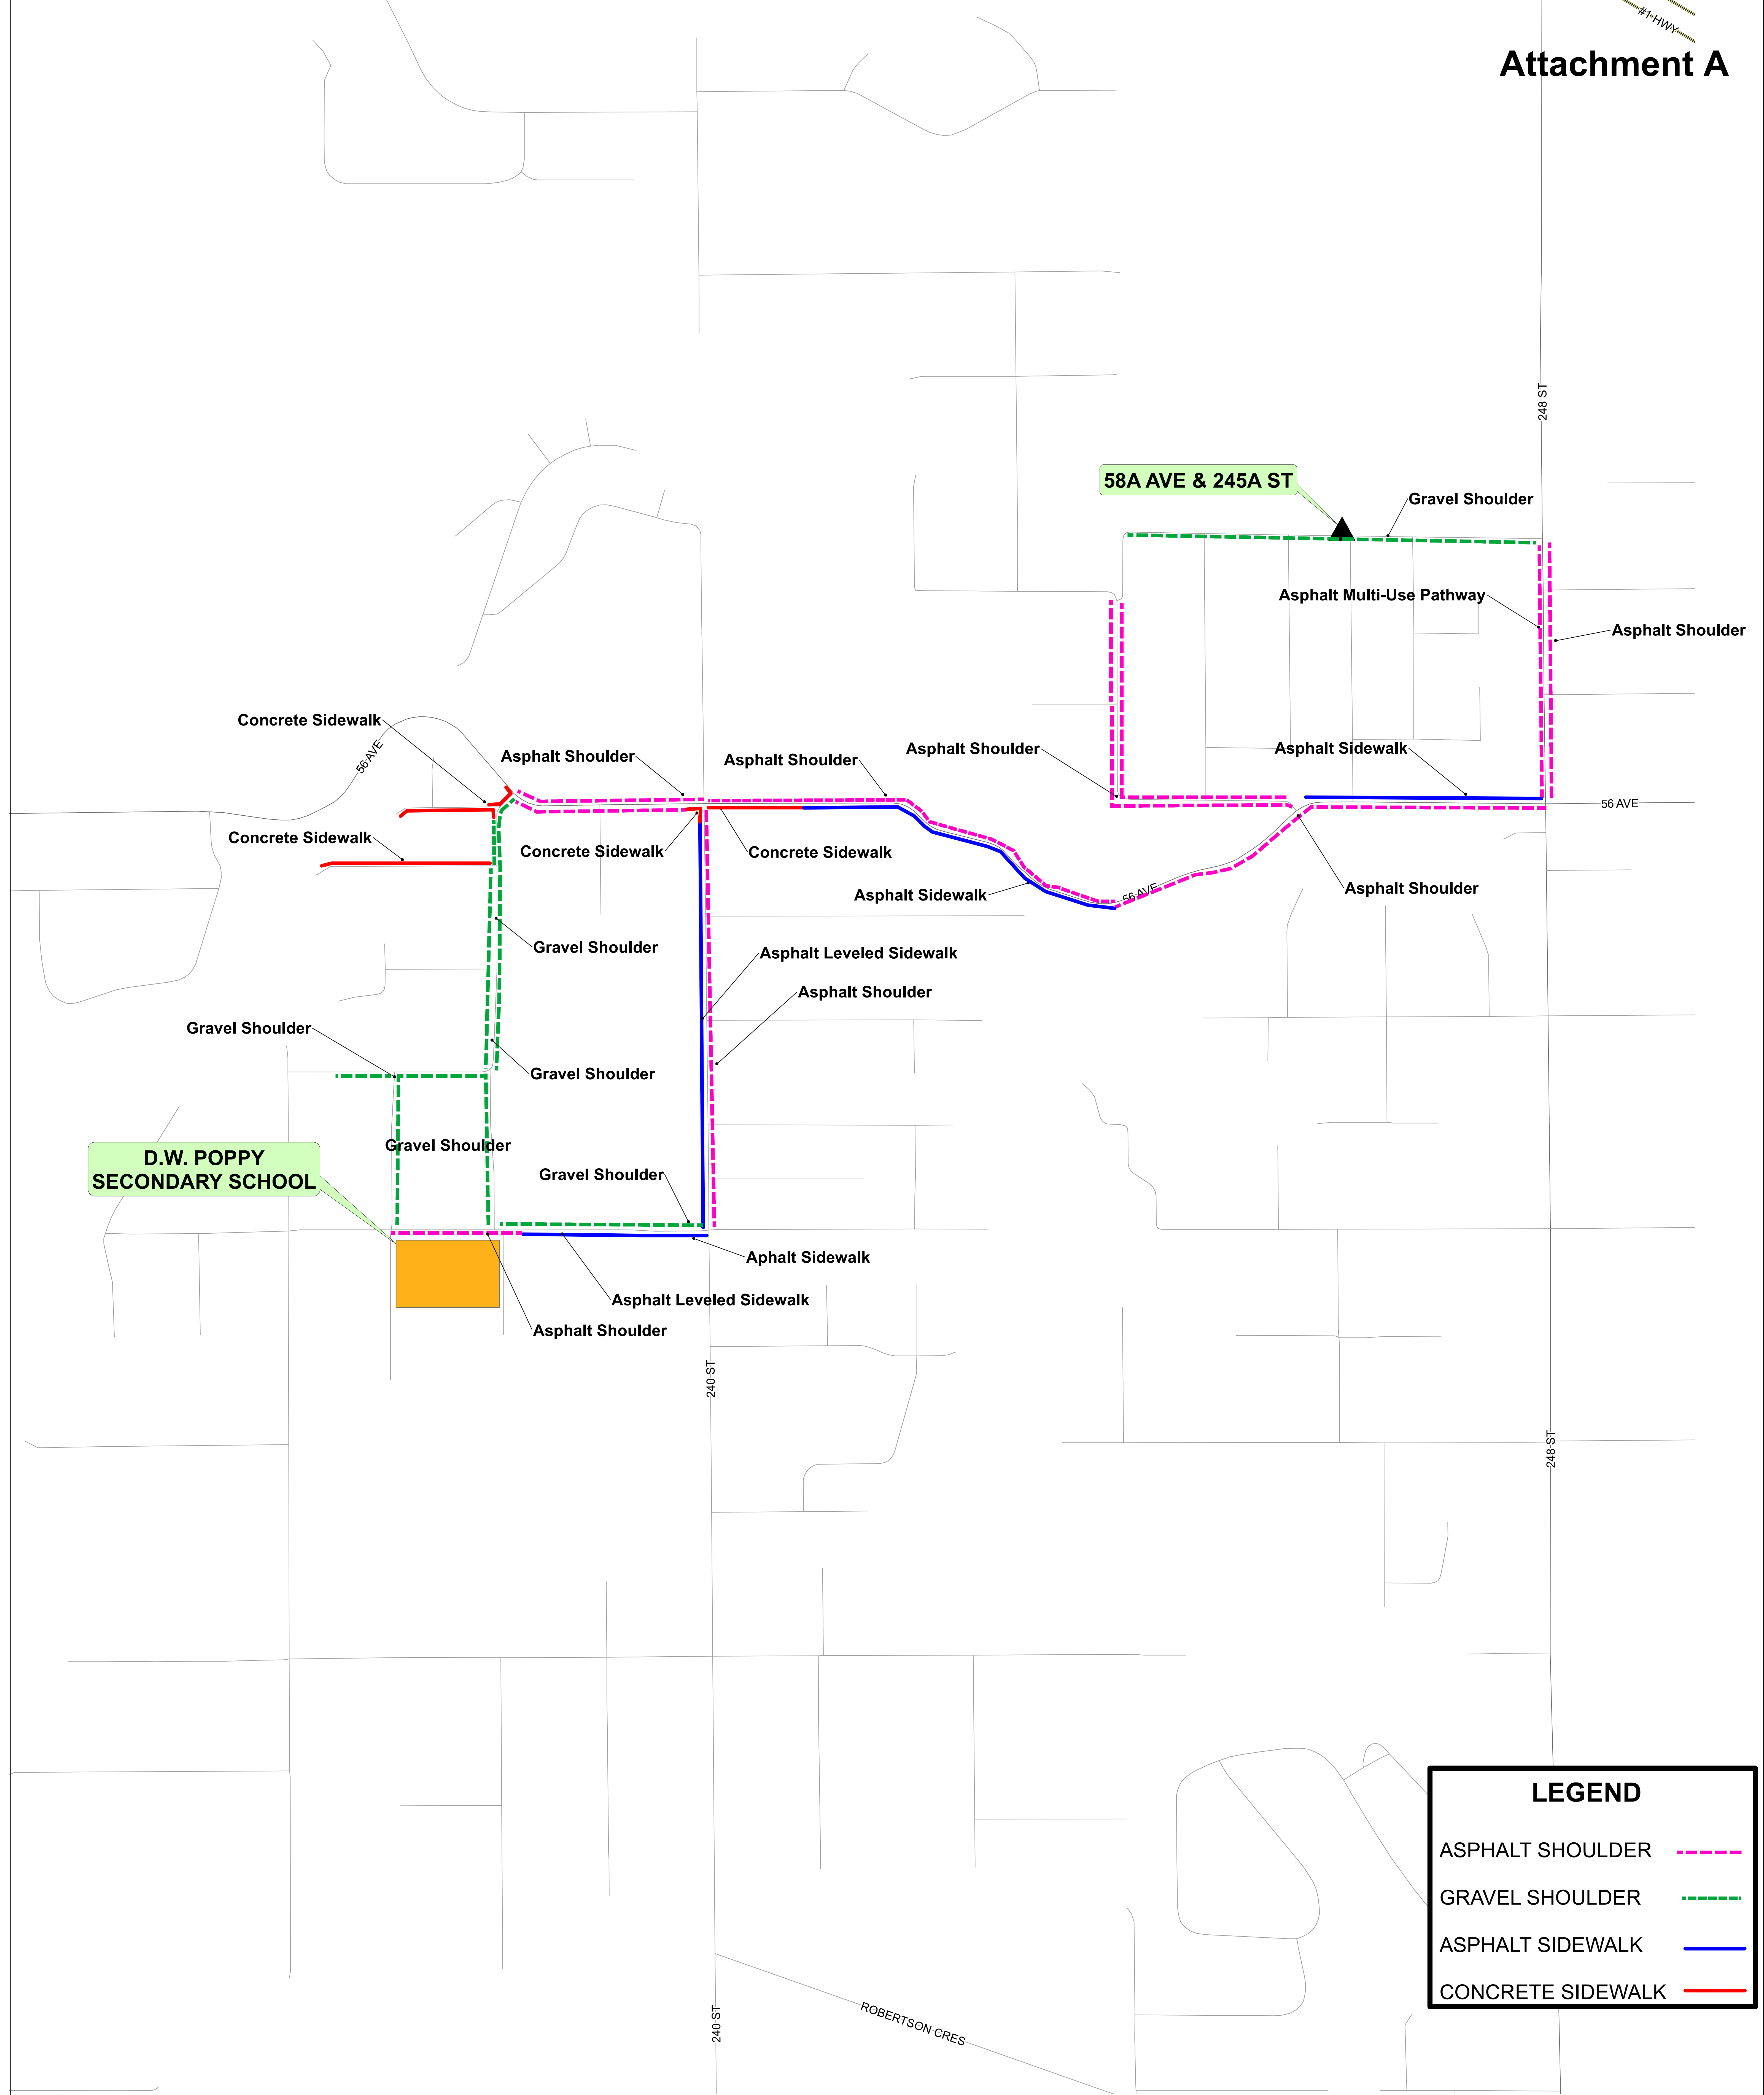 #1 HWY
Attachment A
248 ST
58A AVE & 245A ST
Gravel Shoulder
Asphalt Multi-Use Pathway
Asphalt Shoulder
Concrete Sidewalk
56 AVE
Asphalt Shoulder
Asphalt Shoulder
Asphalt Shoulder
Asphalt Sidewalk
56 AVE
Concrete Sidewalk
Concrete Sidewalk
Concrete Sidewalk
Asphalt Sidewalk
56 AVE
Asphalt Shoulder
Gravel Shoulder
Asphalt Leveled Sidewalk
Asphalt Shoulder
Gravel Shoulder
Gravel Shoulder
Gravel Shoulder
D.W. POPPY
SECONDARY SCHOOL
Gravel Shoulder
Aphalt Sidewalk
Asphalt Leveled Sidewalk
Asphalt Shoulder
240 ST
248 ST
LEGEND
ASPHALT SHOULDER
GRAVEL SHOULDER
ASPHALT SIDEWALK
CONCRETE SIDEWALK
240 ST
ROBERTSON CRES